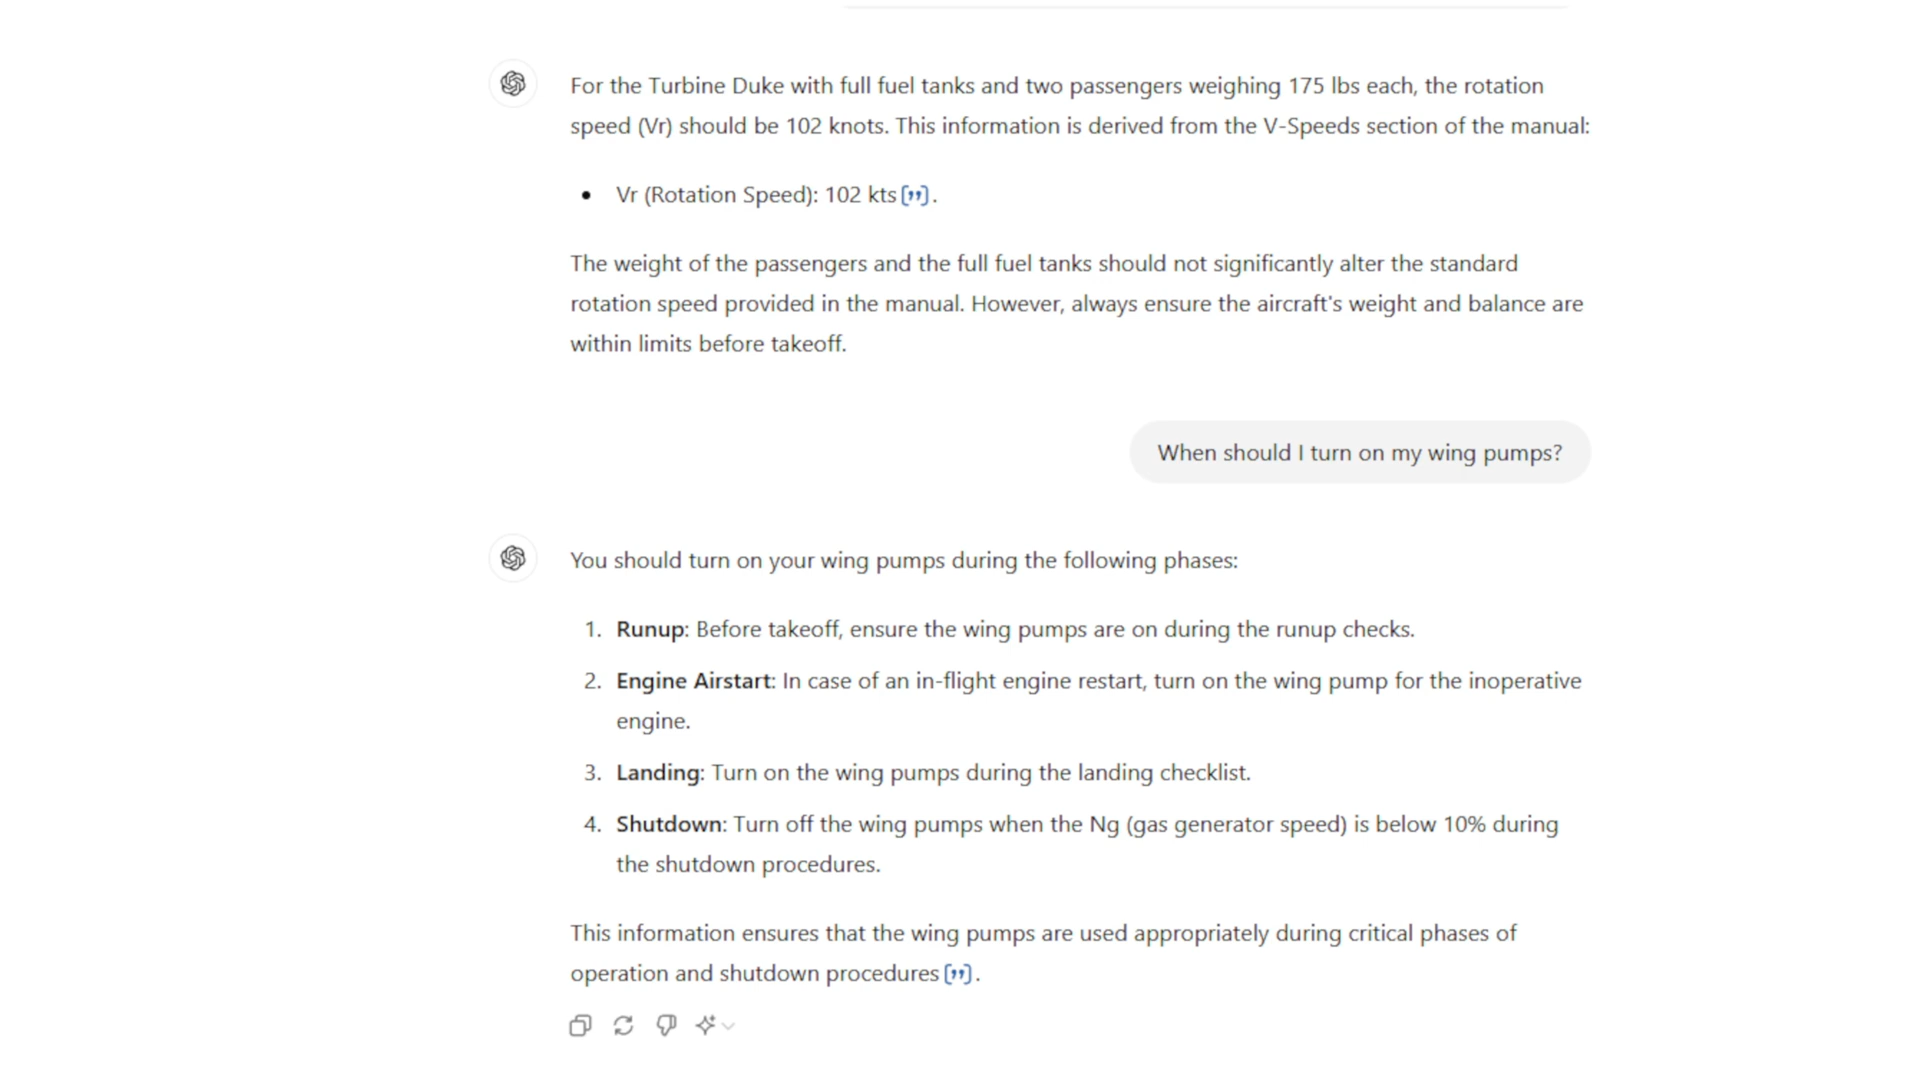 For the Turbine Duke with full fuel tanks and two passengers weighing 175 lbs each, the rotation
speed (Vr) should be 102 knots. This information is derived from the V-Speeds section of the manual:
• Vr (Rotation Speed): 102 kts[”].
The weight of the passengers and the full fuel tanks should not significantly alter the standard
rotation speed provided in the manual. However, always ensure the aircraft's weight and balance are
within limits before takeoff.
When should I turn on my wing pumps?
You should turn on your wing pumps during the following phases:
1. Runup: Before takeoff, ensure the wing pumps are on during the runup checks.
2. Engine Airstart: In case of an in-flight engine restart, turn on the wing pump for the inoperative
engine.
3. Landing: Turn on the wing pumps during the landing checklist.
4. Shutdown: Turn off the wing pumps when the Ng (gas generator speed) is below 10% during
the shutdown procedures.
This information ensures that the wing pumps are used appropriately during critical phases of
operation and shutdown procedures[”].